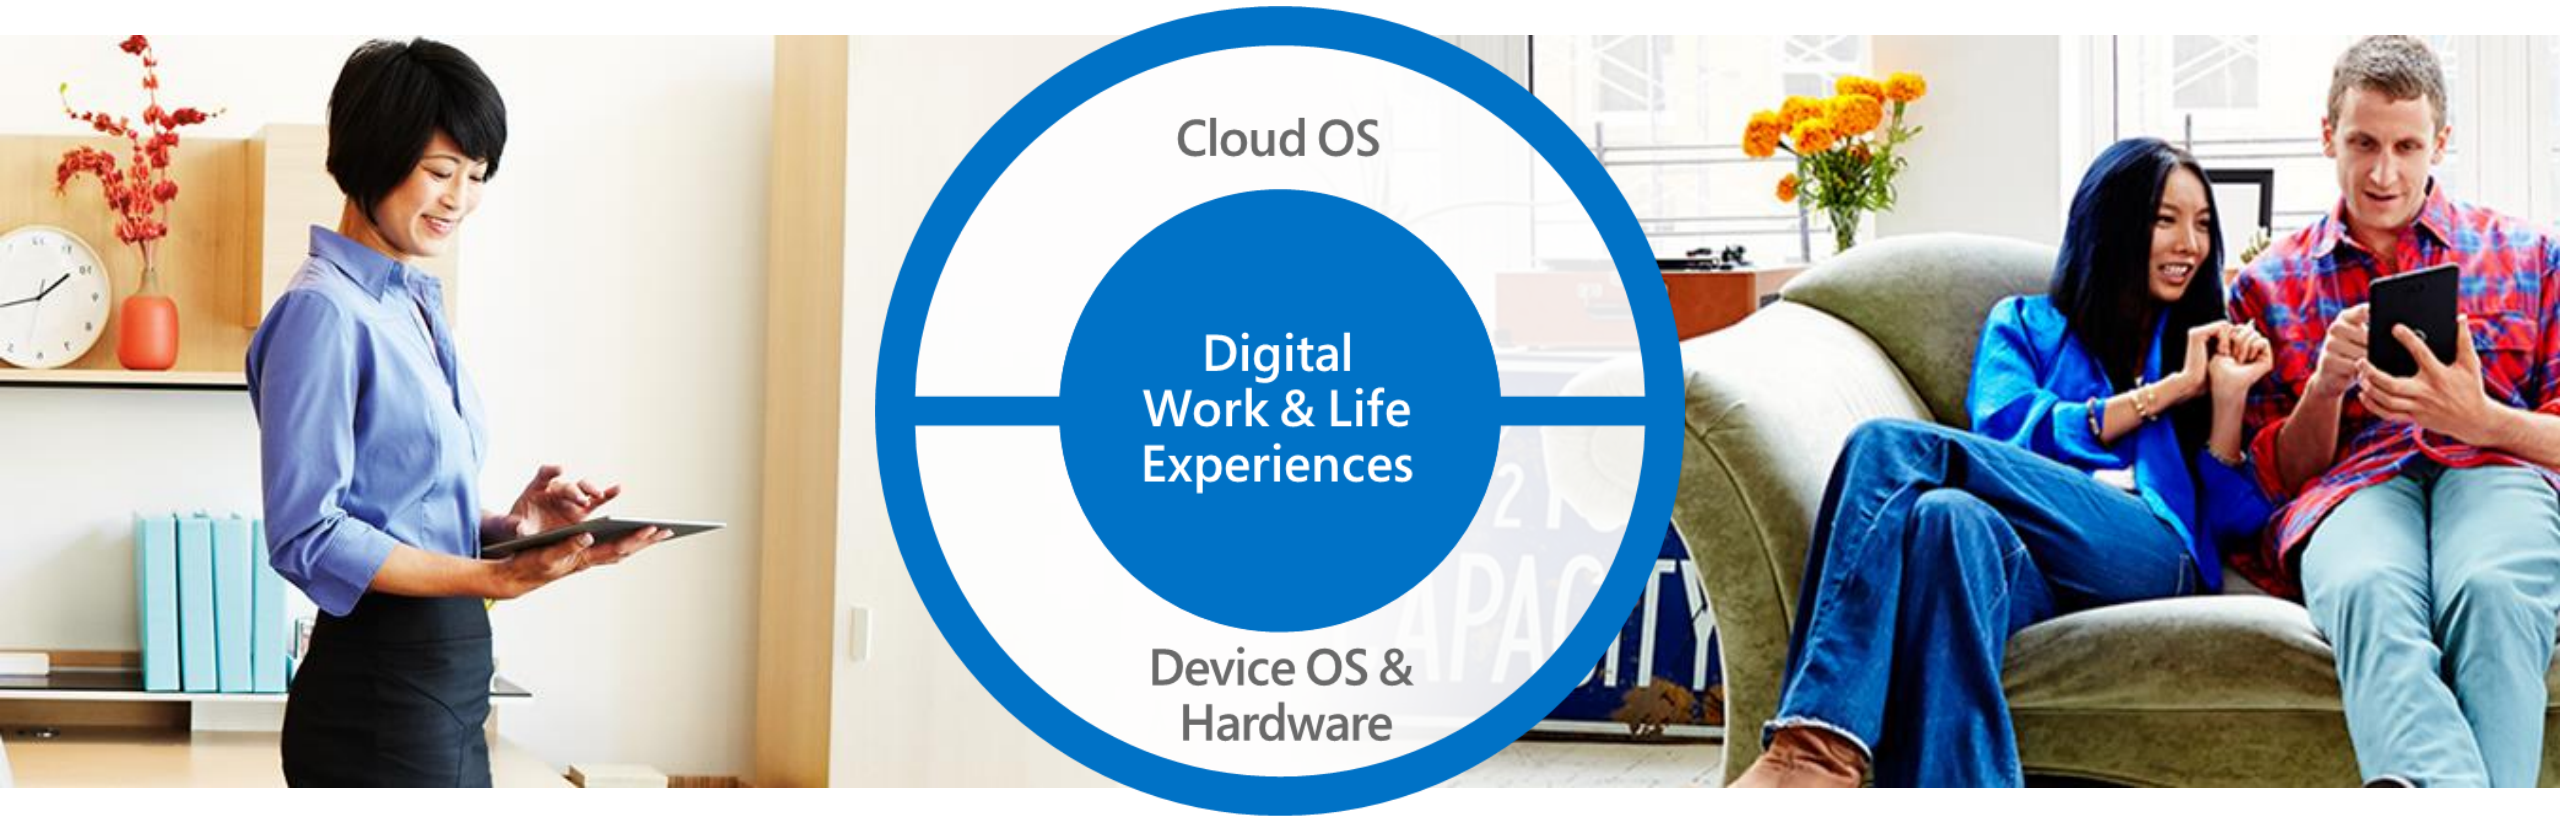 Cloud OS
Digital
Work & Life
Experiences
Device OS &
Hardware